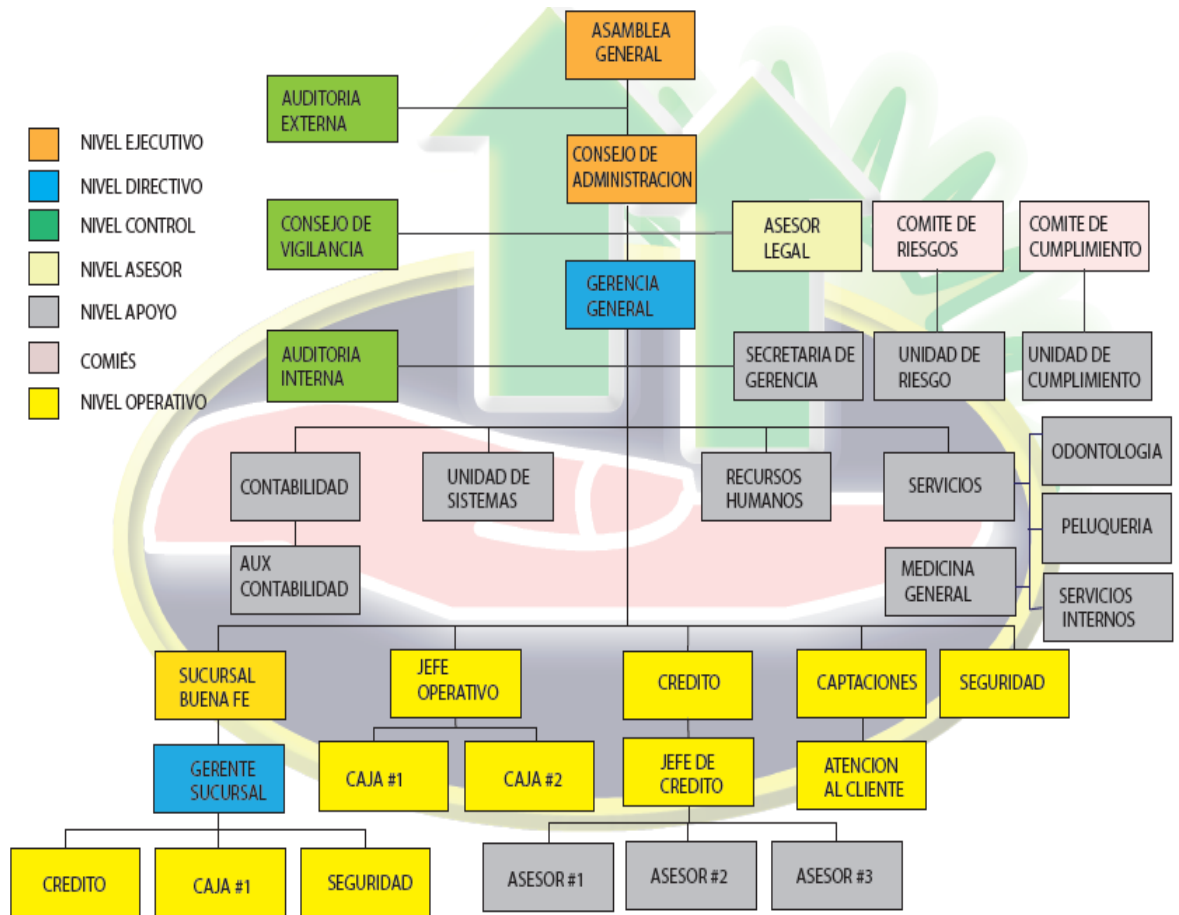 ASAMBLEA
GENERAL
AUDITORIA
EXTERNA
CONSEJO DE
ADMINISTRACION
NIVEL EJECUTIVO
NIVEL DIRECTIVO
NIVEL CONTROL
NIVEL ASESOR
NIVEL APOYO
COMIÉS
NIVEL OPERATIVO
CONSEJO DE
VIGILANCIA
ASESOR
LEGAL
COMITE DE
RIESGOS
COMITE DE
CUMPLIMIENTO
GERENCIA
GENERAL
AUDITORIA
INTERNA
SECRETARIA DE
GERENCIA
UNIDAD DE
RIESGO
UNIDAD DE
CUMPLIMIENTO
CONTABILIDAD
UNIDAD DE
SISTEMAS
RECURSOS
HUMANOS
SERVICIOS
ODONTOLOGIA
PELUQUERIA
AUX
CONTABILIDAD
MEDICINA
GENERAL
SERVICIOS
INTERNOS
SUCURSAL
BUENA FE
JEFE
OPERATIVO
CREDITO
CAPTACIONES
SEGURIDAD
GERENTE
SUCURSAL
CAJA #1
CAJA #2
JEFE DE
CREDITO
ATENCION
AL CLIENTE
CREDITO
CAJA #1
SEGURIDAD
ASESOR #1
ASESOR #2
ASESOR #3